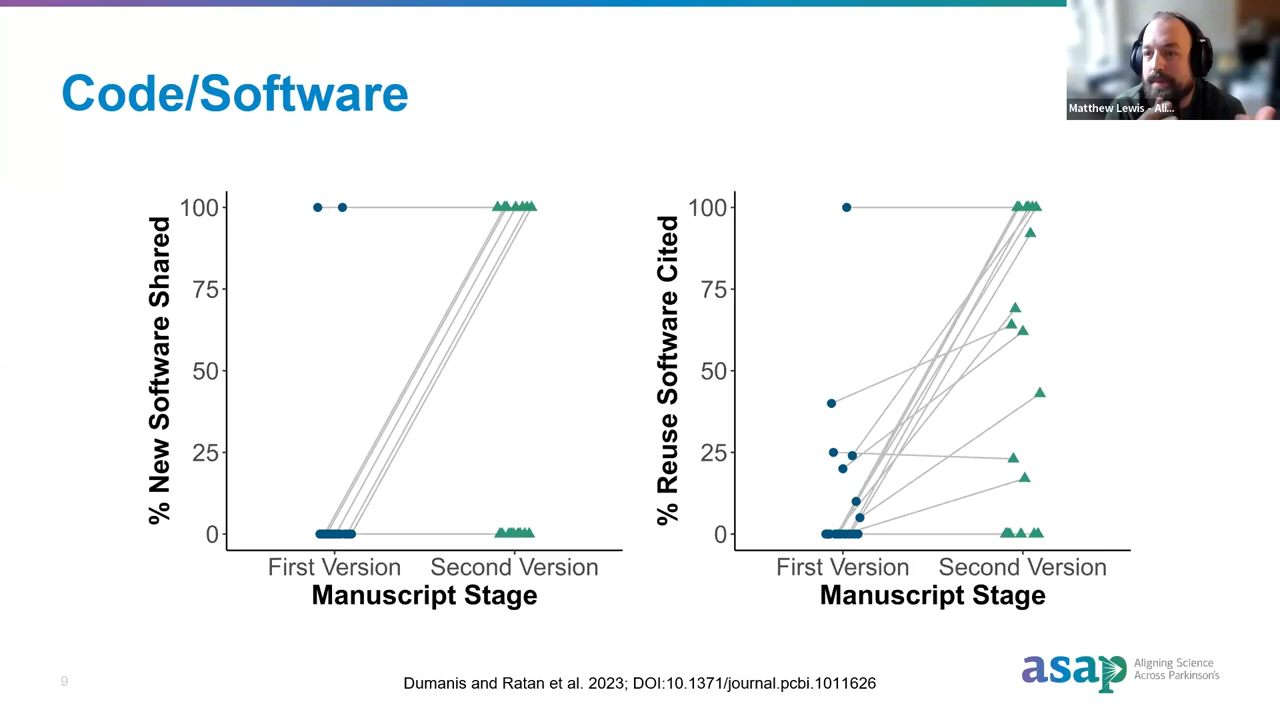 Code/Software
Matthew Lewis - Ali...
% New Software Shared
100
75
50
25
0
First Version
Second Version
Manuscript Stage
% Reuse Software Cited
100
75
50
25
0
First Version
Second Version
Manuscript Stage
9
Dumanis and Ratan et al. 2023; DOI:10.1371/journal.pcbi.1011626
asap
Aligning Science
Across Parkinson's